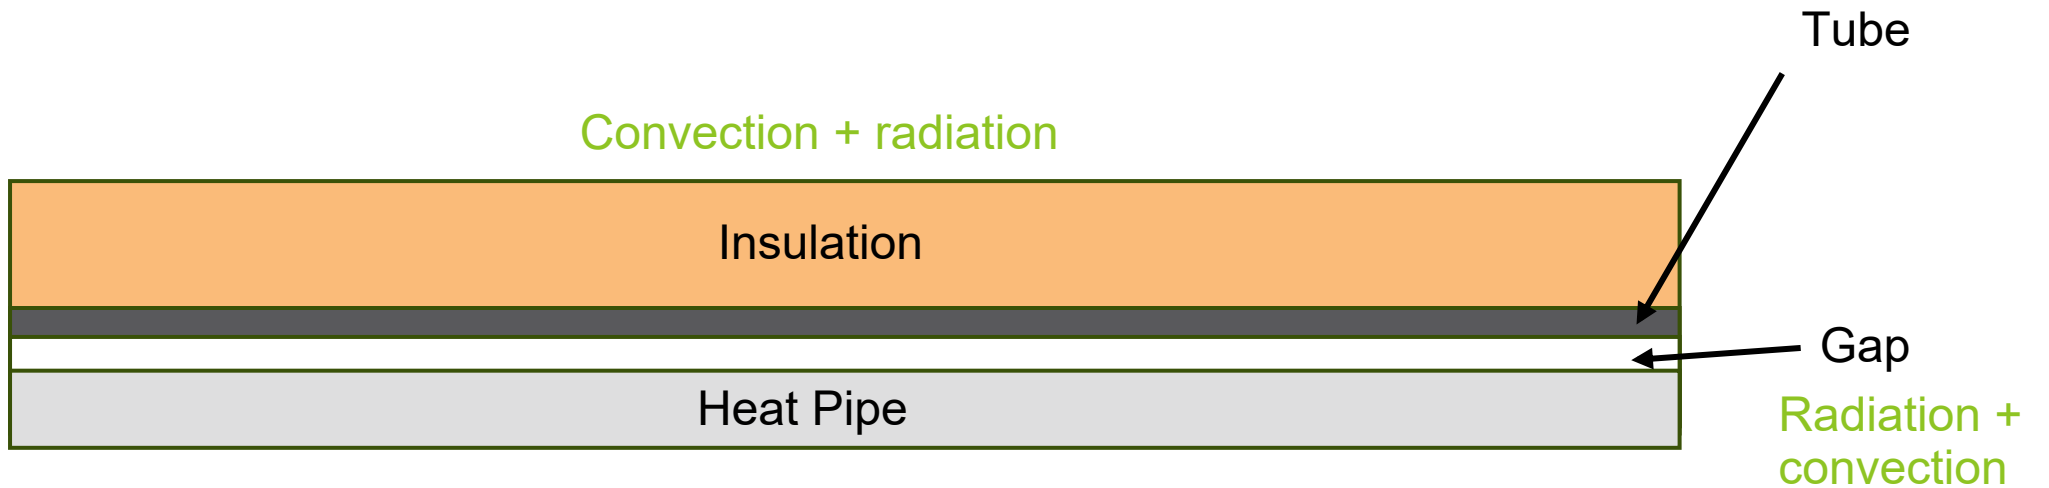 Tube
Convection + radiation
Insulation
Gap
Heat Pipe
Radiation +
convection